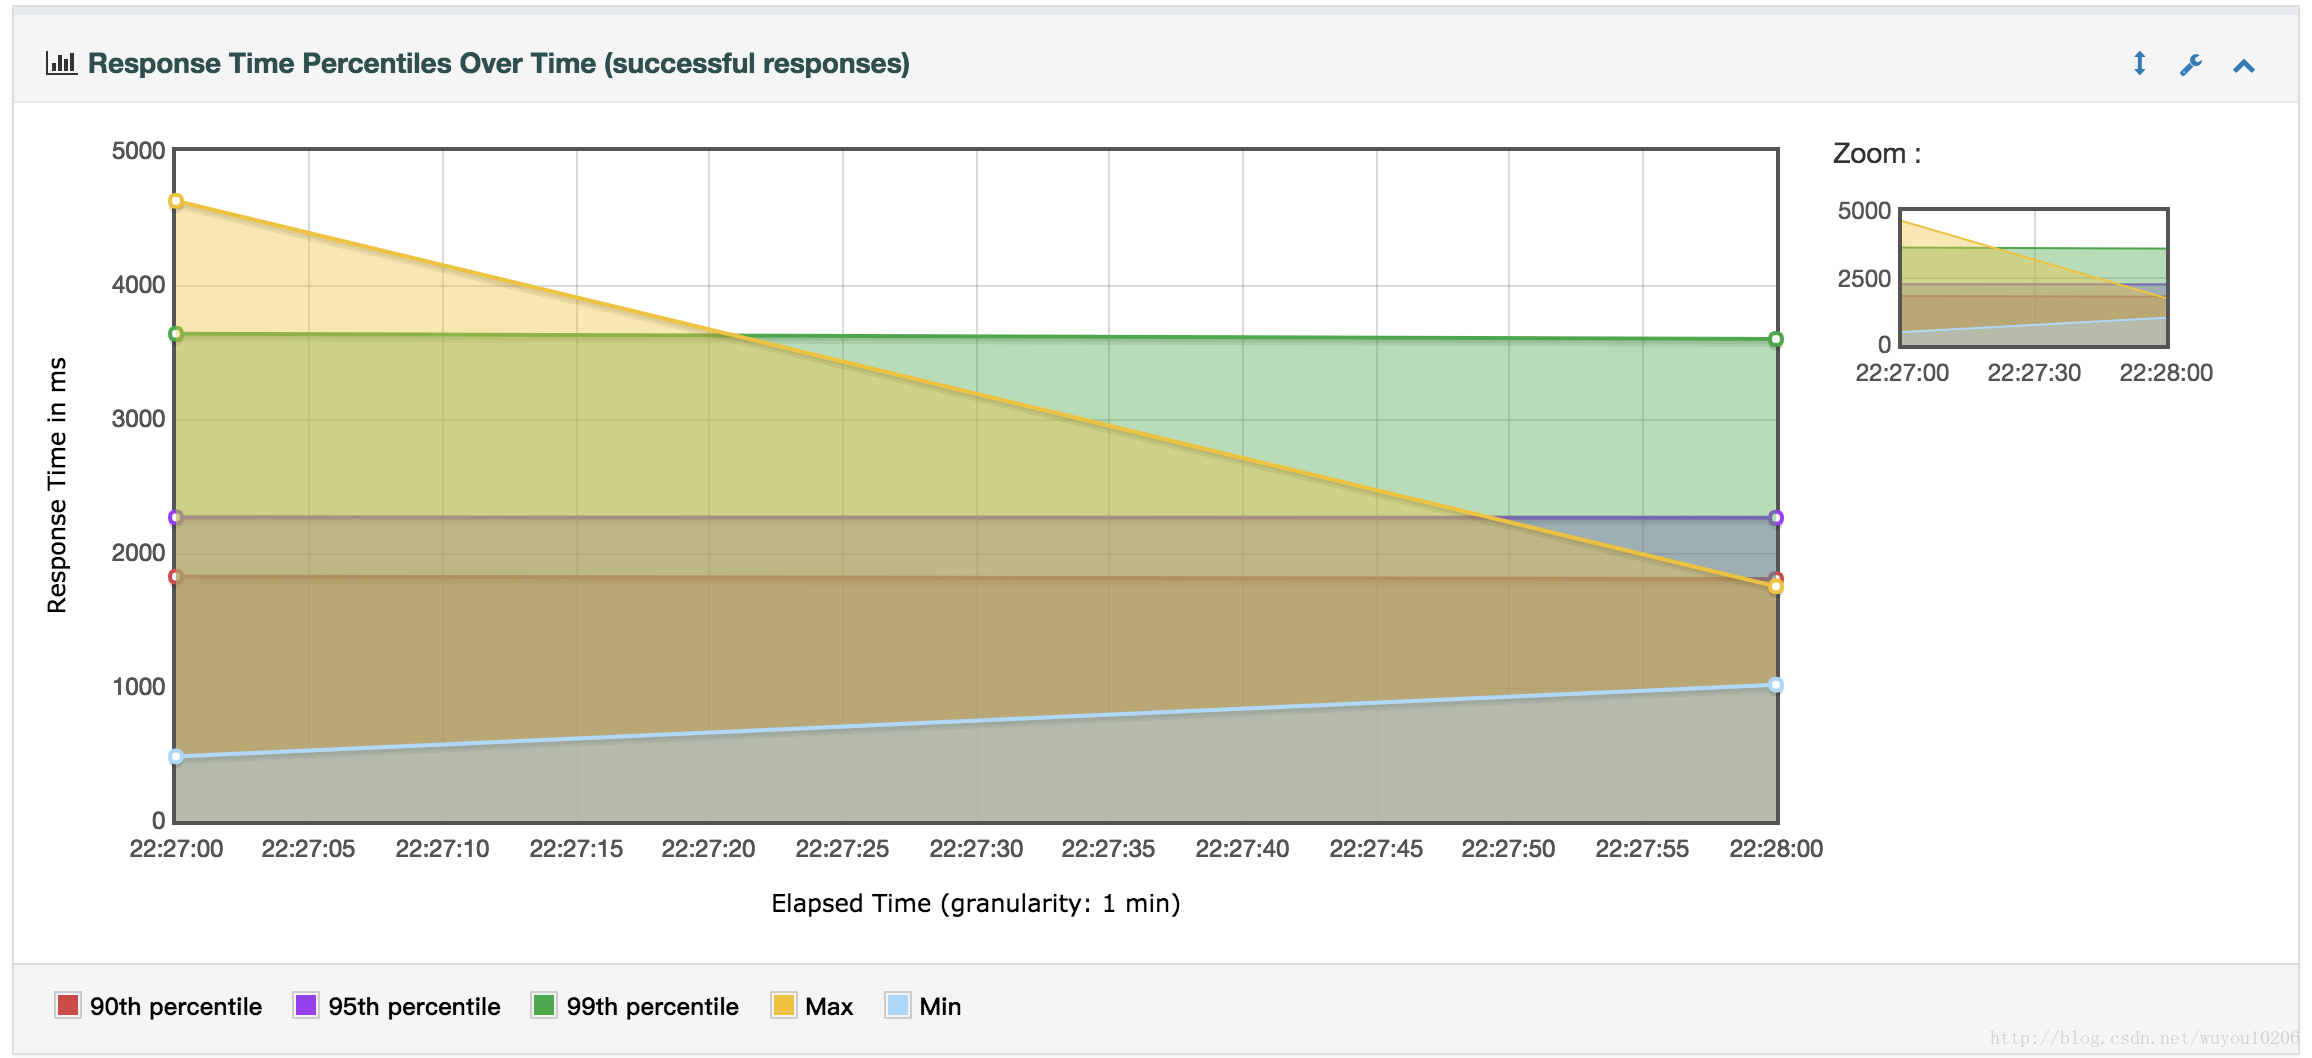 Response Time Percentiles Over Time (successful responses)
Zoom :
5000
4000
3000
2000
1000
0
Response Time in ms
22:27:00 22:27:05 22:27:10 22:27:15 22:27:20 22:27:25 22:27:30 22:27:35 22:27:40 22:27:45 22:27:50 22:27:55 22:28:00
Elapsed Time (granularity: 1 min)
5000
2500
0
22:27:00 22:27:30 22:28:00
90th percentile 95th percentile 99th percentile Max Min
http://blog.csdn.net/wuyou10206